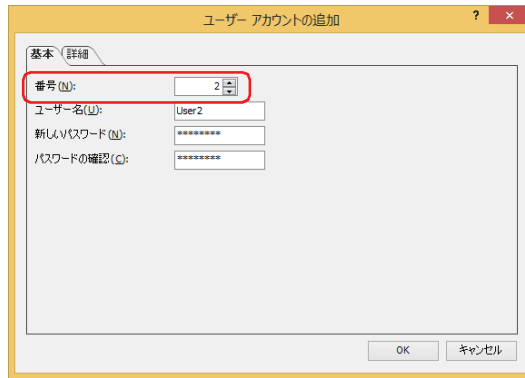 ユーザー アカウントの追加
? ×
基本 詳細
番号(N): 2
ユーザー名(U): User2
新しいパスワード(N): ********
パスワードの確認(C): ********
OK キャンセル